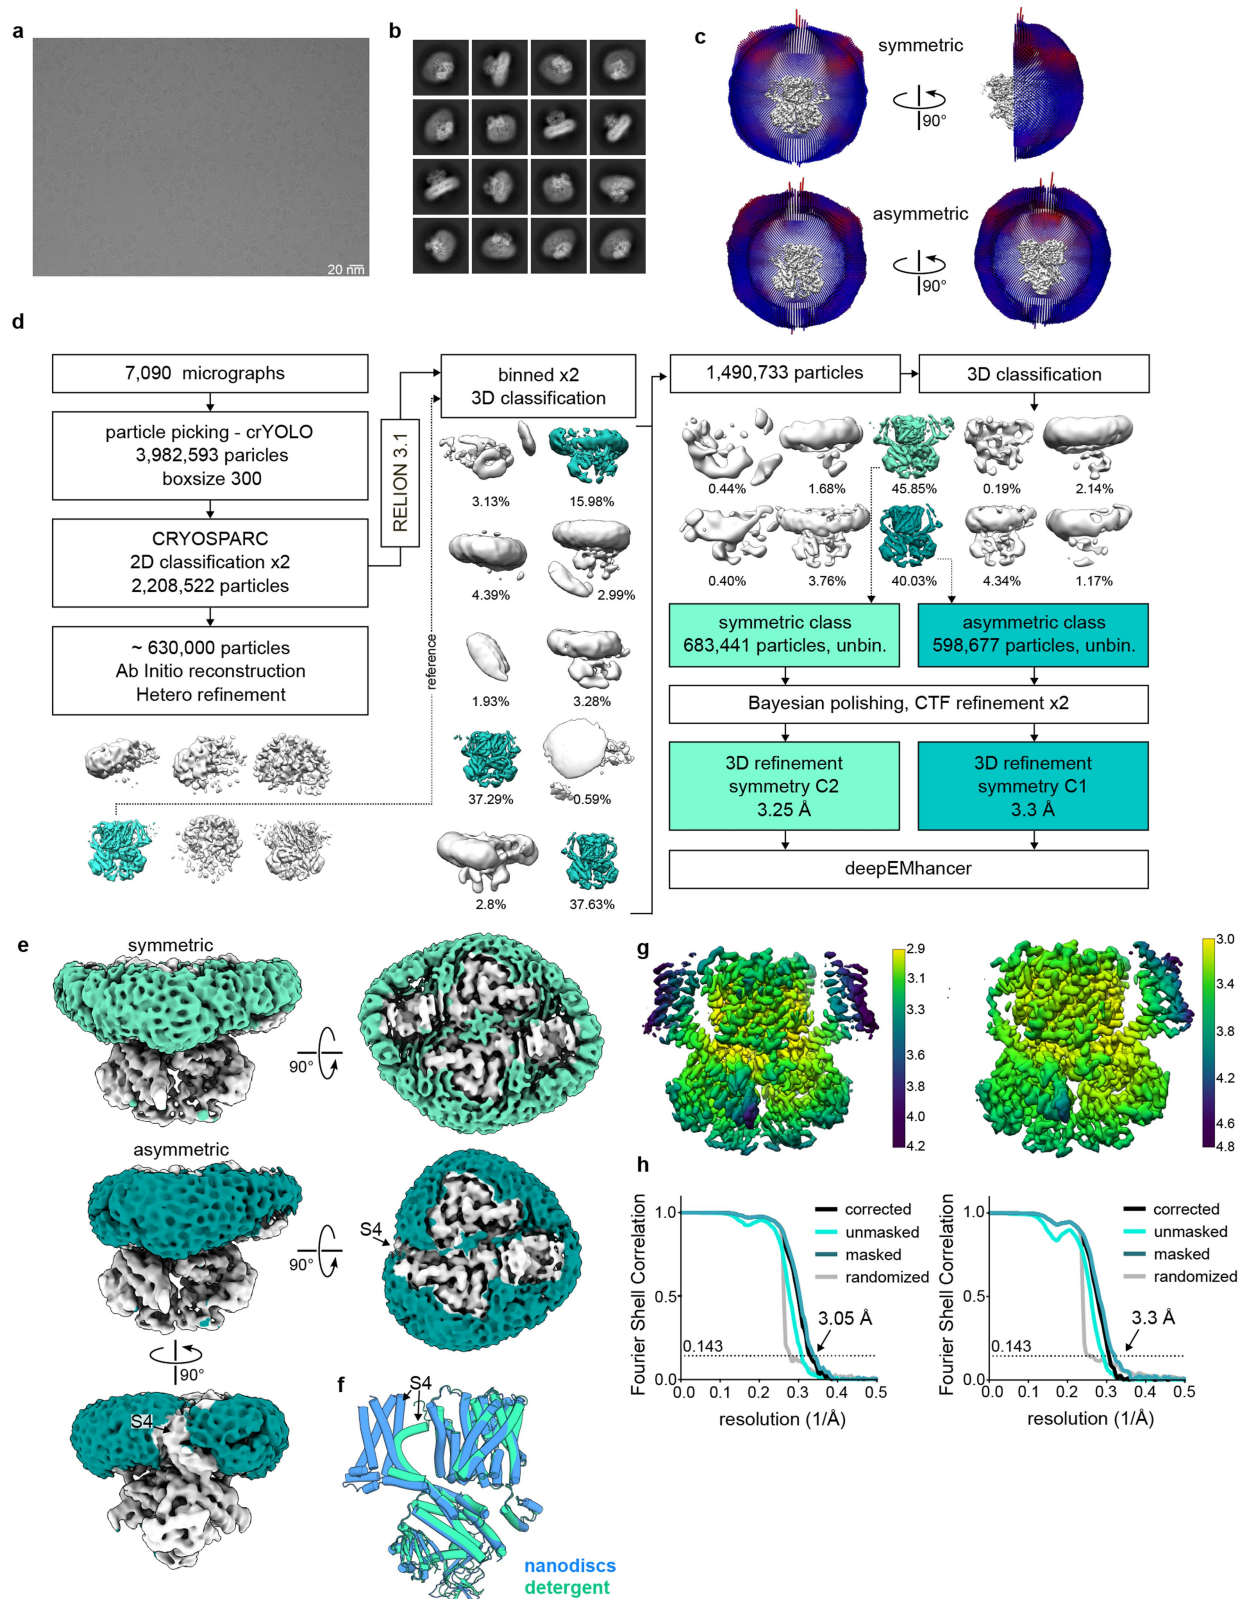 a
20 nm
b
c
symmetric
90°
asymmetric
90°
d
7,090 micrographs
particle picking - crYOLO
3,982,593 paricles
boxsize 300
CRYOSPARC
2D classification x2
2,208,522 particles
~ 630,000 particles
Ab Initio reconstruction
Hetero refinement
RELION 3.1
reference
binned x2
3D classification
3.13%
15.98%
4.39%
2.99%
1.93%
3.28%
37.29%
0.59%
2.8%
37.63%
1,490,733 particles
3D classification
0.44%
1.68%
45.85%
0.19%
2.14%
0.40%
3.76%
40.03%
4.34%
1.17%
symmetric class
683,441 particles, unbin.
asymmetric class
598,677 particles, unbin.
Bayesian polishing, CTF refinement x2
3D refinement
symmetry C2
3.25 Å
3D refinement
symmetry C1
3.3 Å
deepEMhancer
e
symmetric
90°
asymmetric
90°
S4
90°
S4
f
S4
nanodiscs
detergent
g
2.9
3.1
3.3
3.6
3.8
4.0
4.2
3.0
3.4
3.8
4.2
4.8
h
Fourier Shell Correlation
1.0
0.5
0.0
0.143
corrected
unmasked
masked
randomized
3.05 Å
0.0 0.1 0.2 0.3 0.4 0.5
resolution (1/Å)
Fourier Shell Correlation
1.0
0.5
0.0
0.143
corrected
unmasked
masked
randomized
3.3 Å
0.0 0.1 0.2 0.3 0.4 0.5
resolution (1/Å)